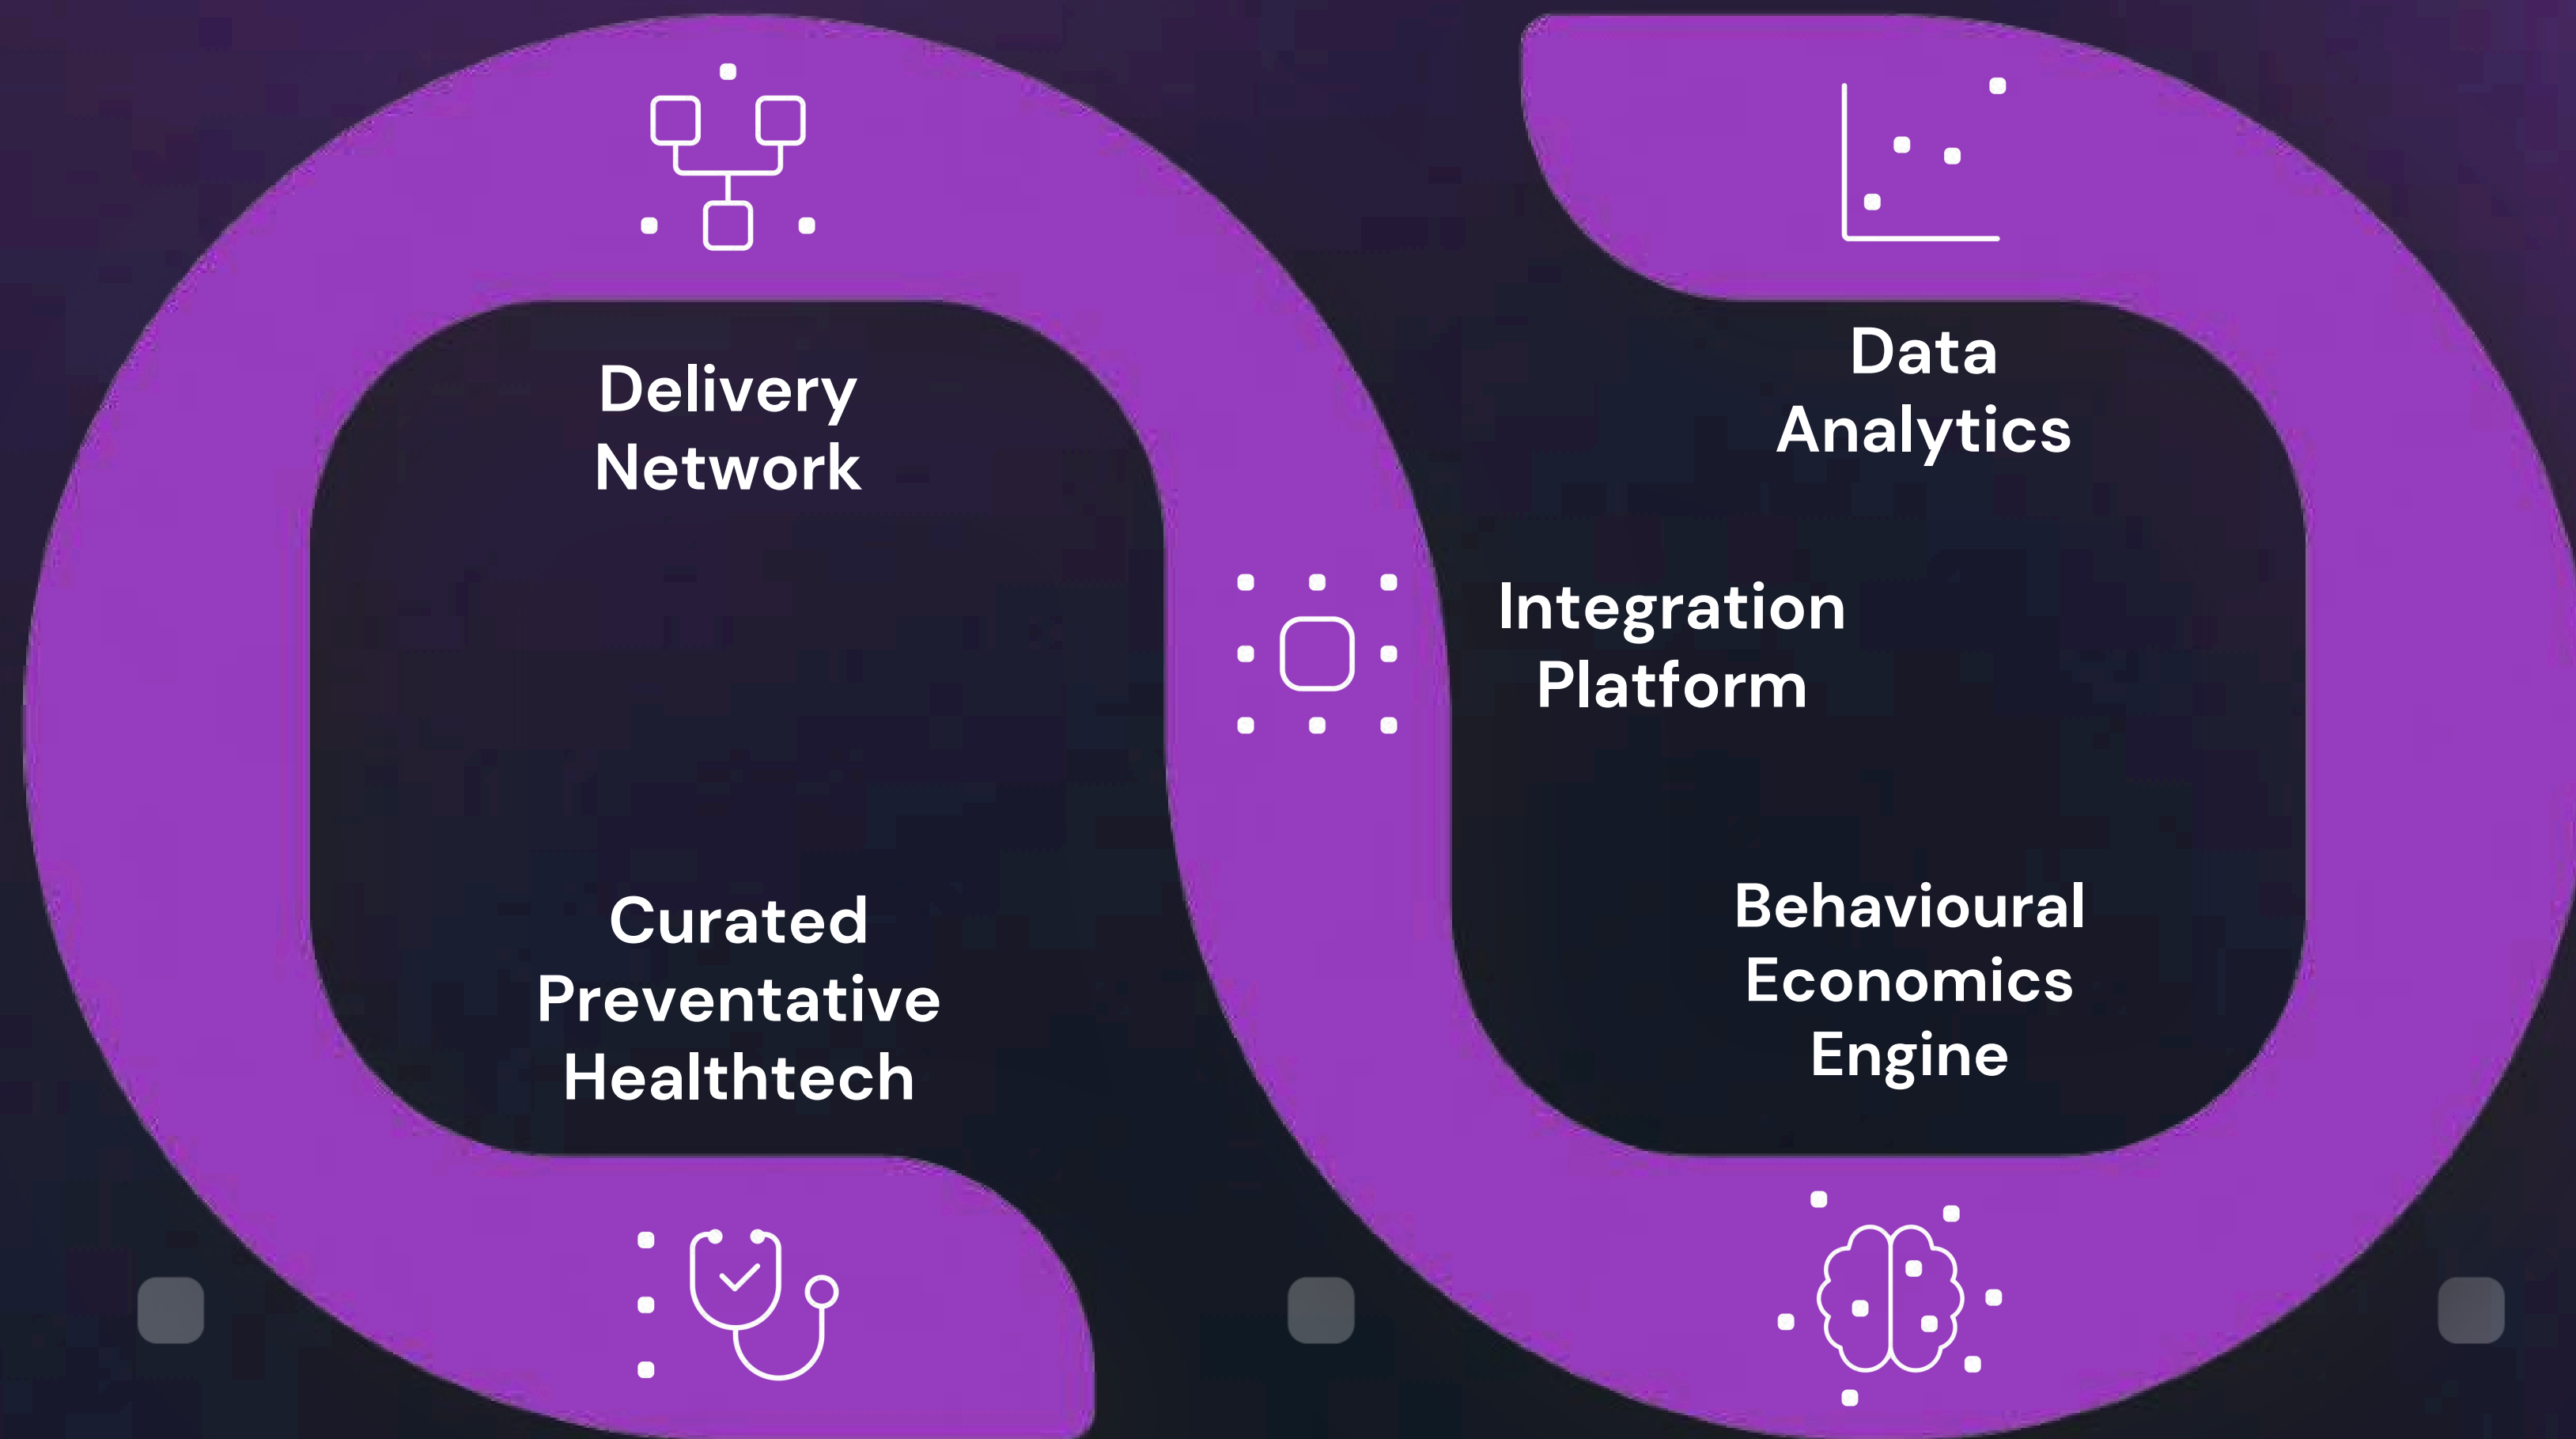 Delivery
Network
Data
Analytics
Integration
Platform
Curated
Preventative
Healthtech
Behavioural
Economics
Engine